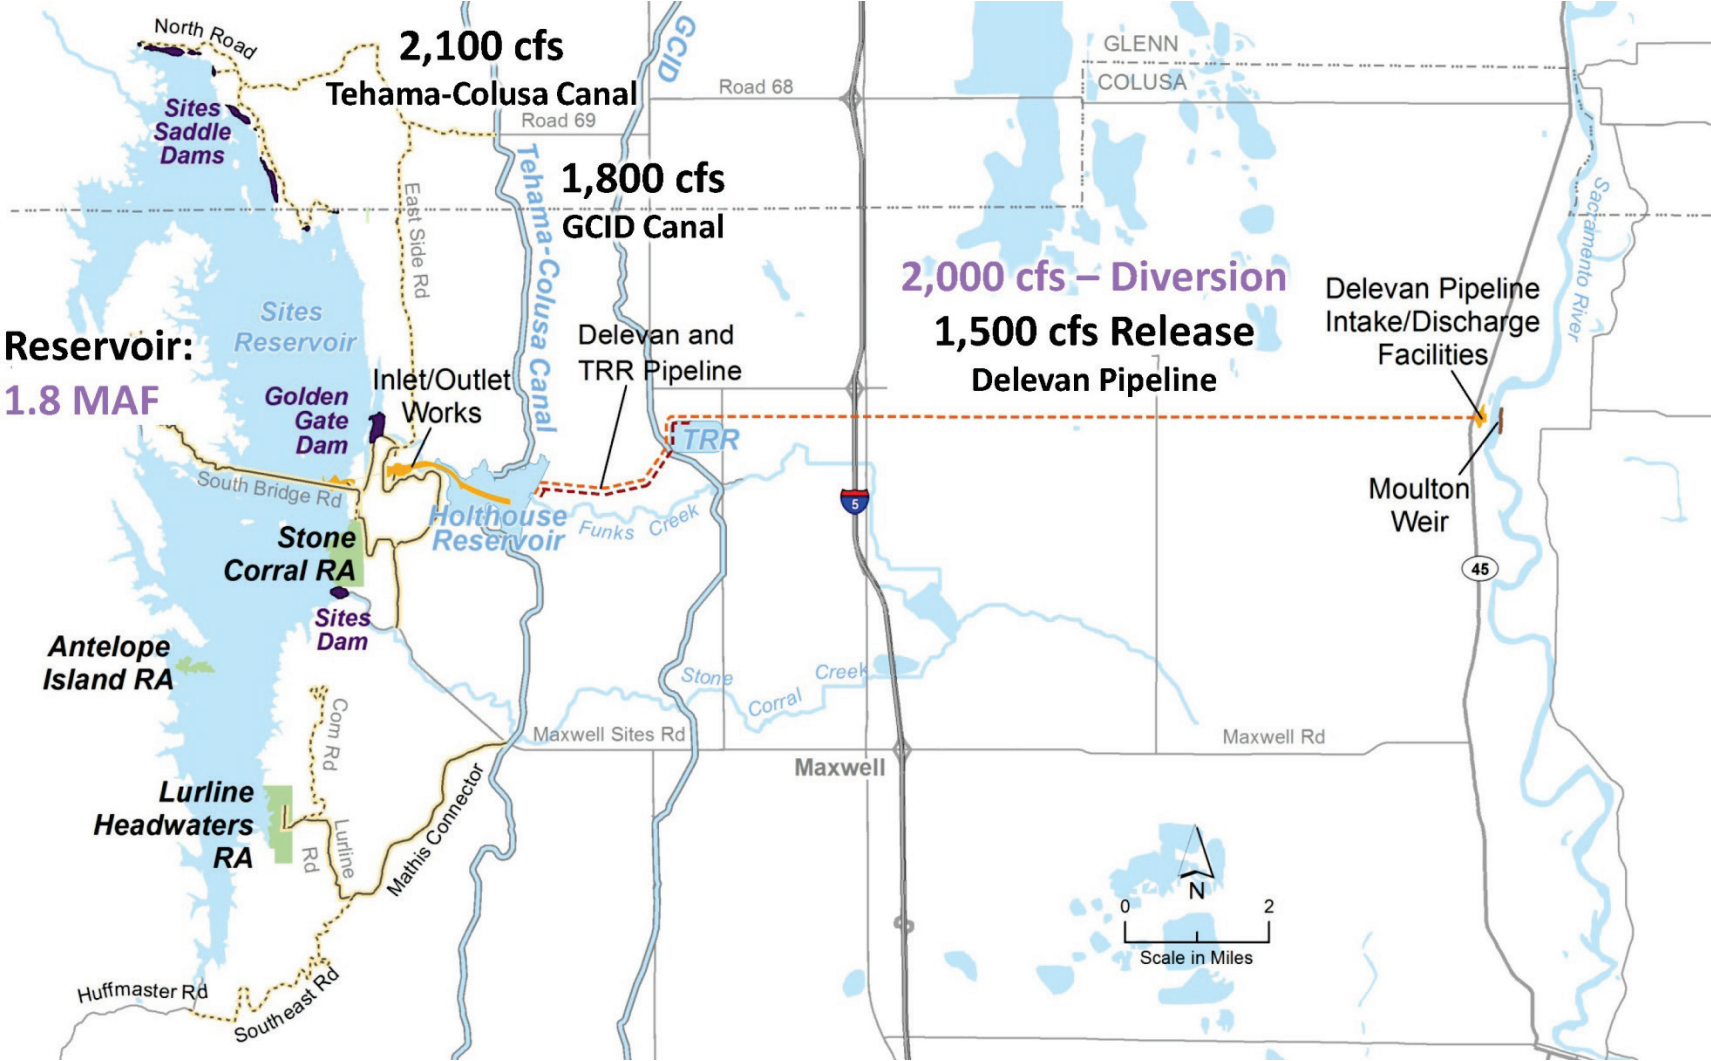 North Road
2,100 cfs
Tehama-Colusa Canal
GCID
GLENN
COLUSA
Road 68
Road 69
Sites
Saddle
Dams
1,800 cfs
GCID Canal
Tehama-Colusa Canal
East Side Rd
Sacramento River
2,000 cfs – Diversion
1,500 cfs Release
Delevan Pipeline
Delevan Pipeline
Intake/Discharge
Facilities
Sites
Reservoir
Reservoir:
1.8 MAF
Delevan and
TRR Pipeline
Inlet/Outlet
Works
Golden
Gate
Dam
TRR
South Bridge Rd
Holthouse
Reservoir
Funks Creek
5
Moulton
Weir
45
Stone
Corral RA
Sites
Dam
Antelope
Island RA
Stone
Corral
Creek
Com Rd
Maxwell Sites Rd
Maxwell Rd
Maxwell
Lurline
Headwaters
RA
Lurline
Rd
Mathis Connector
N
0 2
Scale in Miles
Huffmaster Rd
Southeast Rd